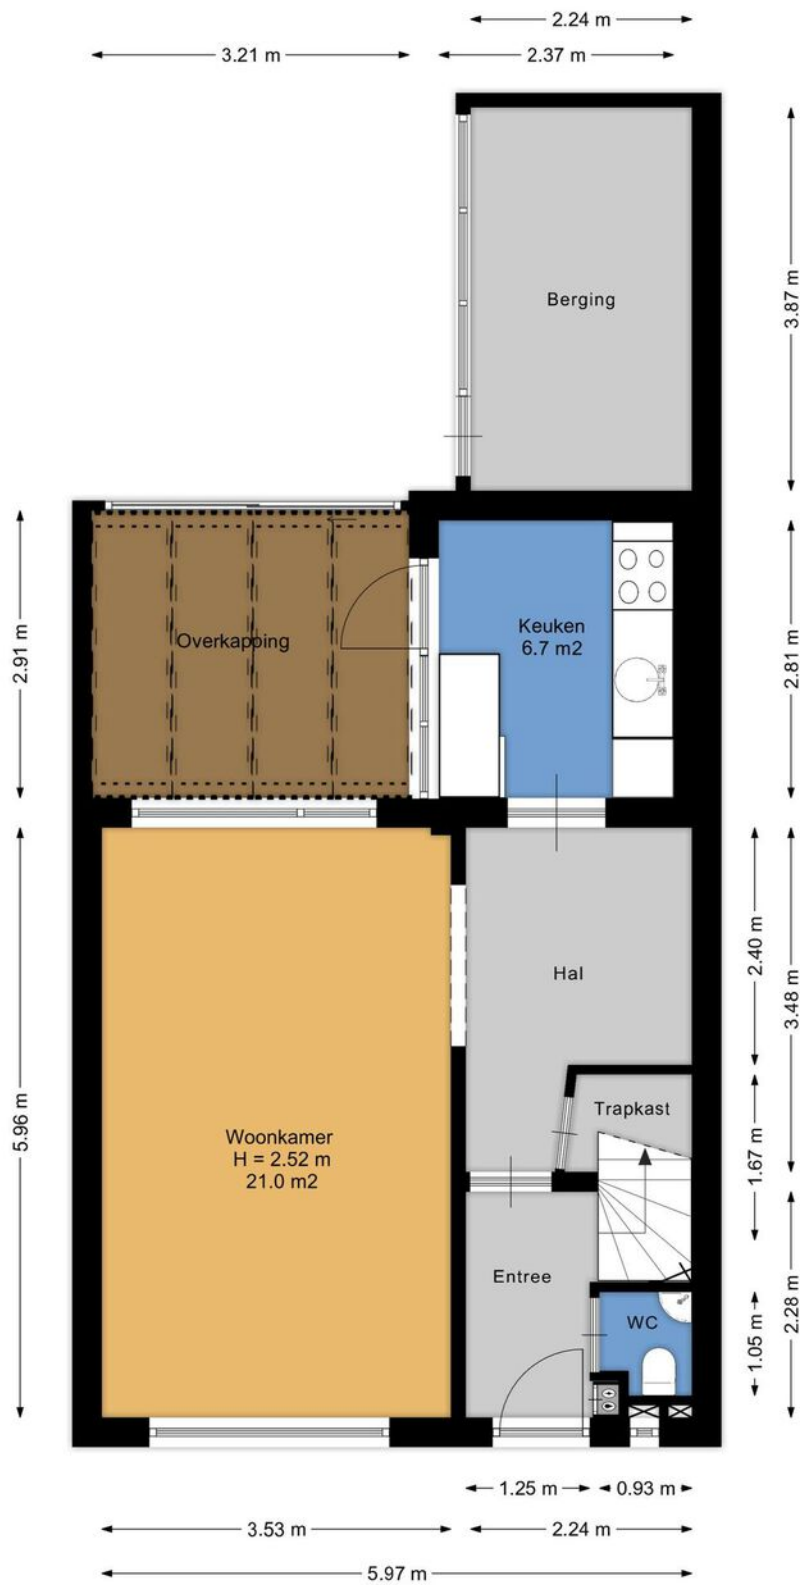 2.24 m
3.21 m
2.37 m
3.87 m
Berging
2.91 m
Overkapping
Keuken
6.7 m2
2.81 m
5.96 m
Woonkamer
H = 2.52 m
21.0 m2
Hal
2.40 m
3.48 m
Trapkast
1.67 m
Entree
WC
1.05 m
2.28 m
1.25 m
0.93 m
3.53 m
2.24 m
5.97 m